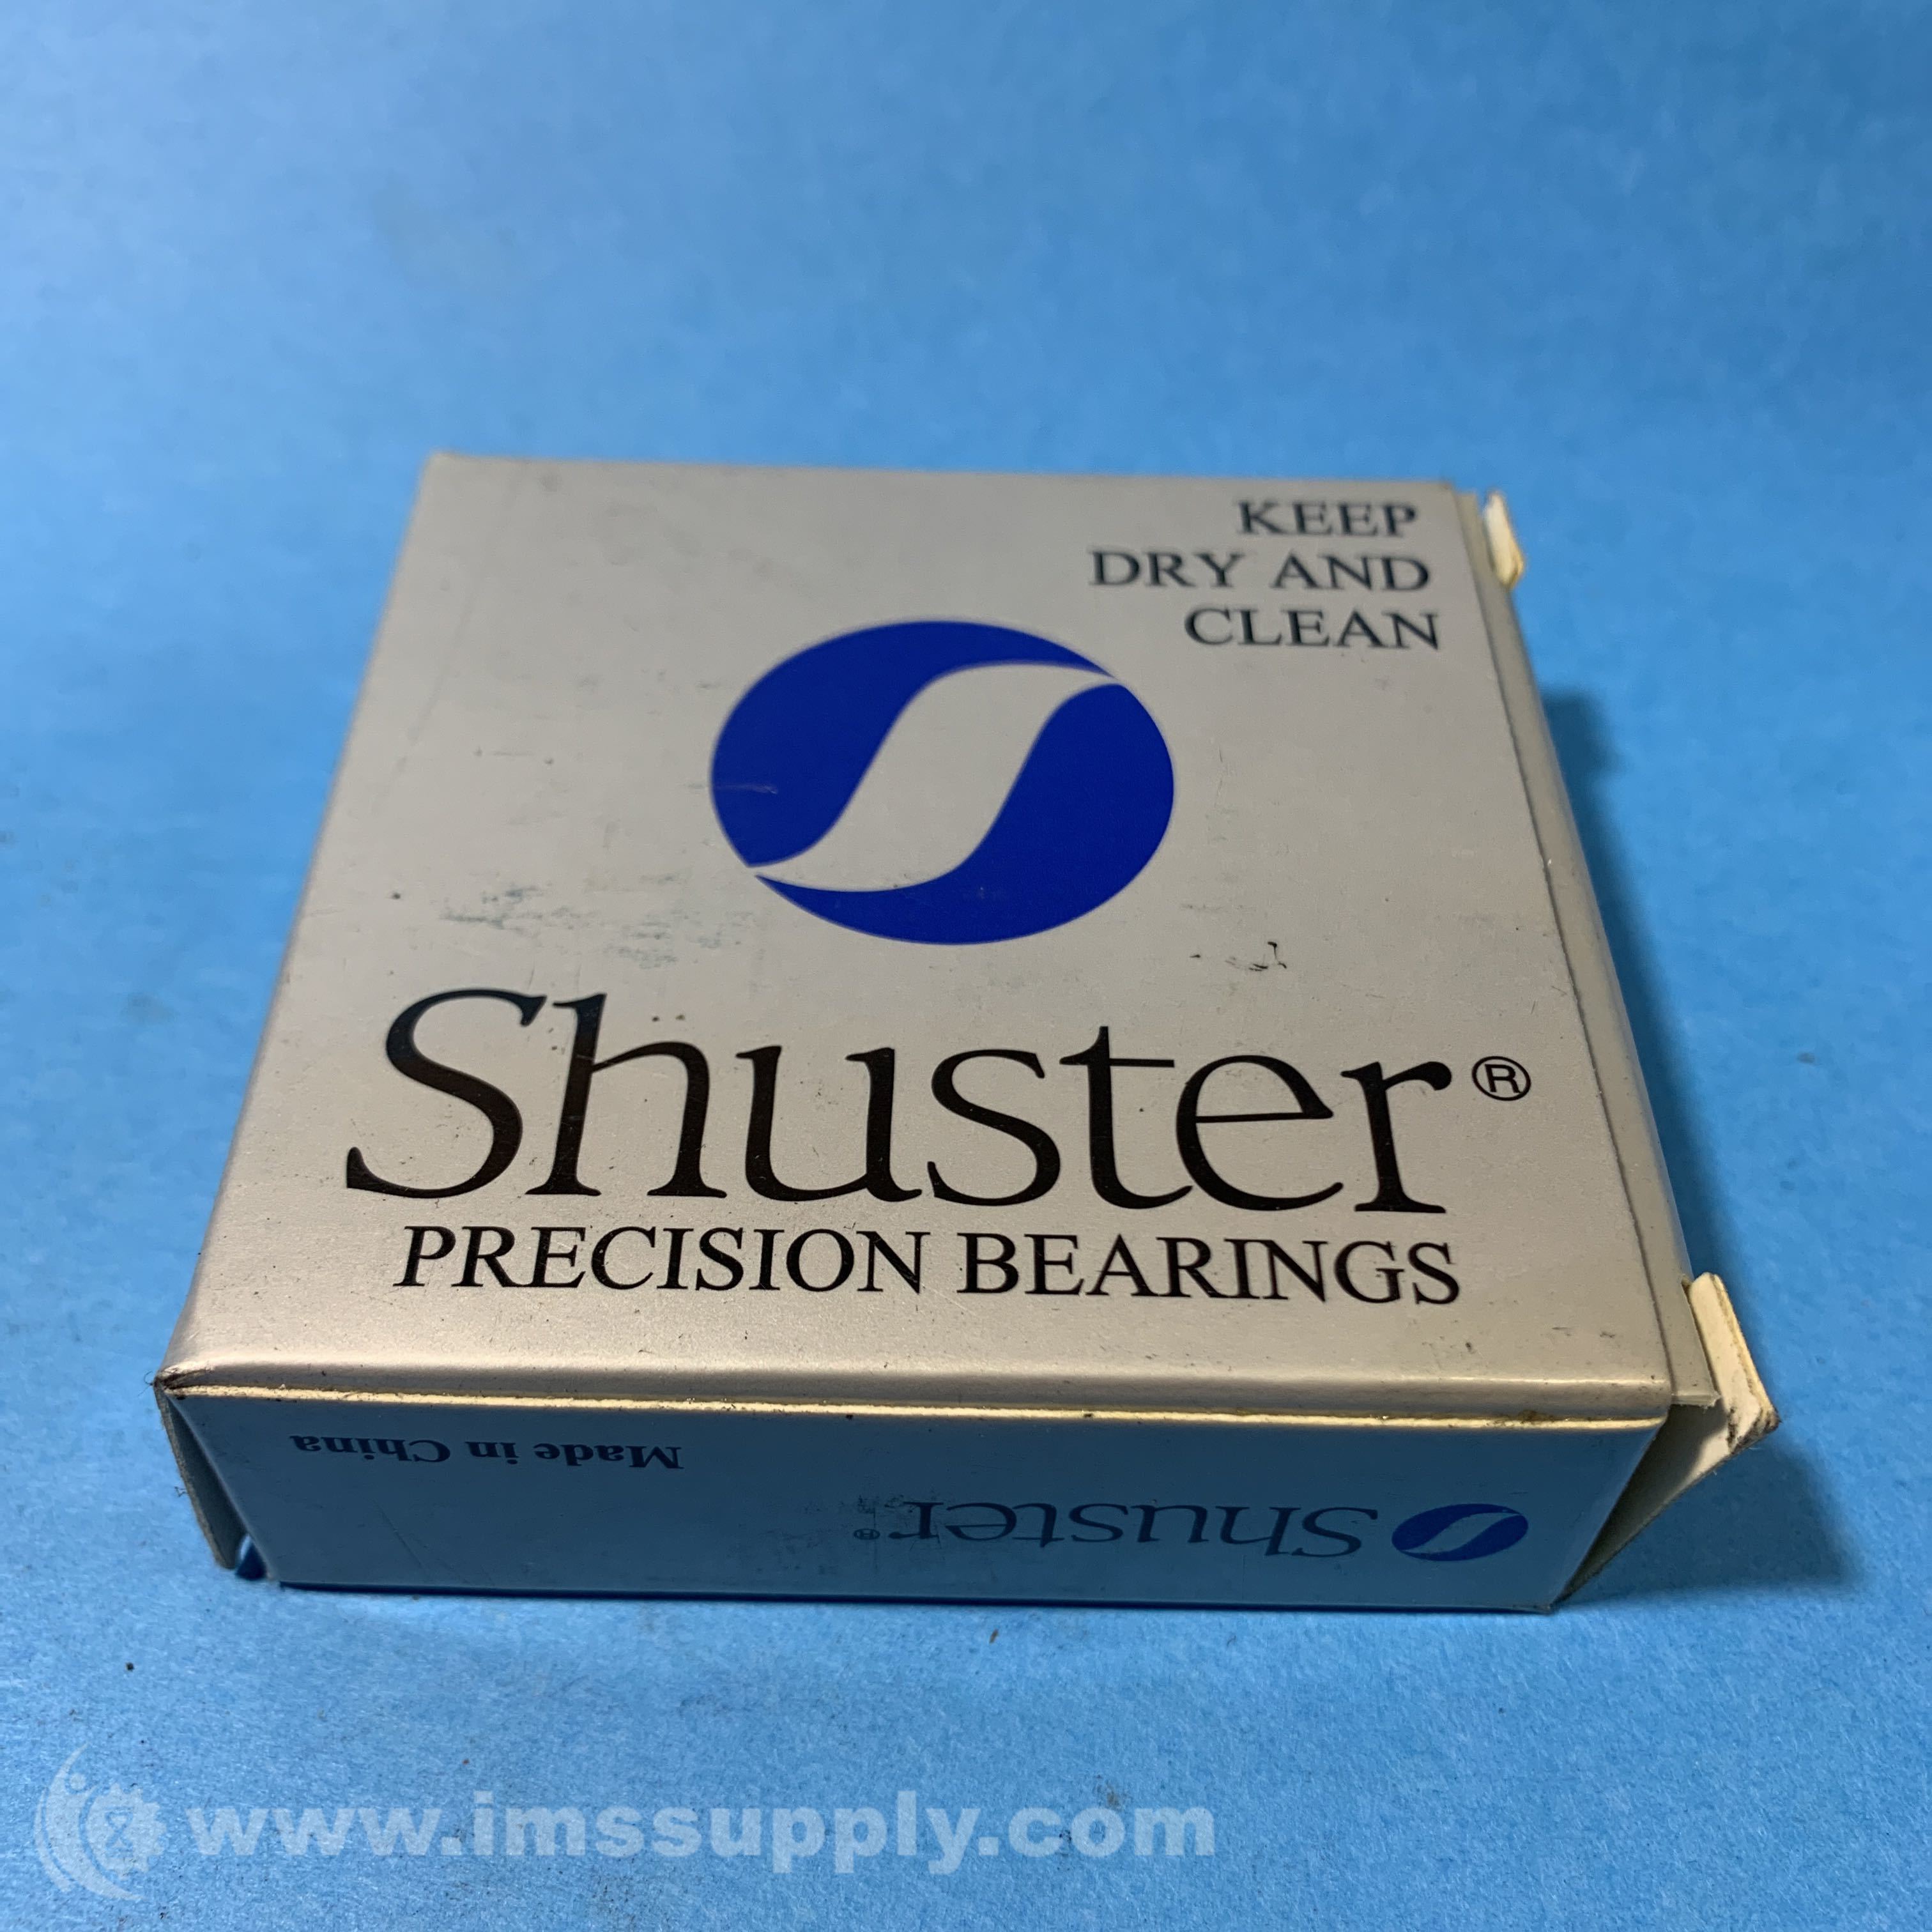 KEEP
DRY AND
CLEAN
Shuster®
PRECISION BEARINGS
Made in China
Shuster®
www.imssupply.com